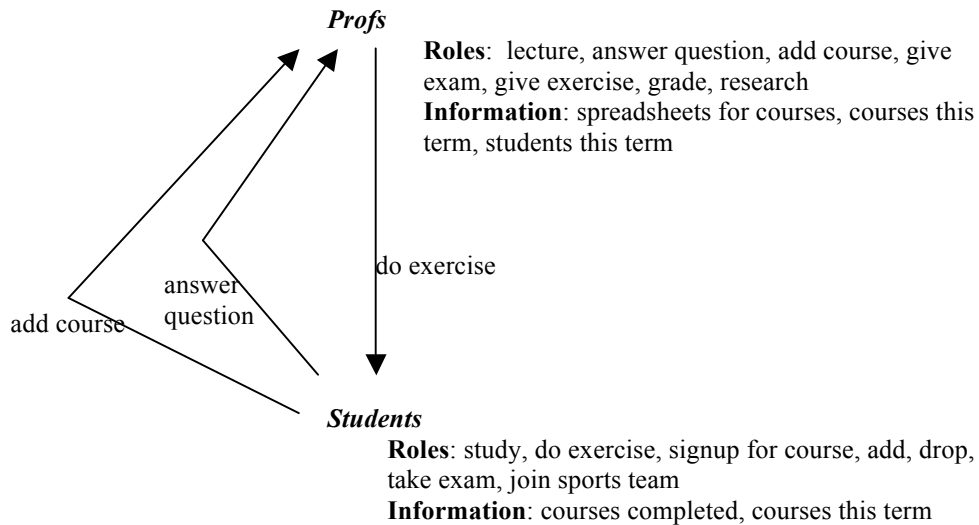 Profs
Roles: lecture, answer question, add course, give
exam, give exercise, grade, research
Information: spreadsheets for courses, courses this
term, students this term
do exercise
answer
question
add course
Students
Roles: study, do exercise, signup for course, add, drop,
take exam, join sports team
Information: courses completed, courses this term